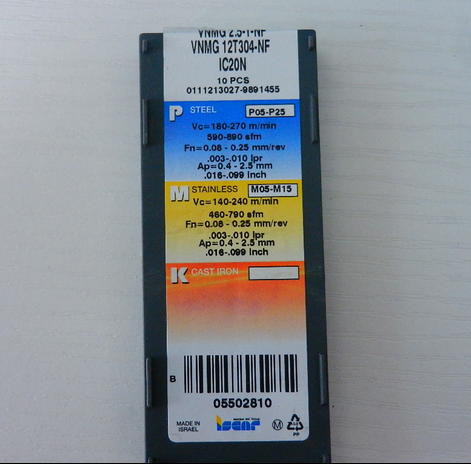 VNMG 2.5-1-NF
VNMG 12T304-NF
IC20N
10 PCS
0111213027-9891455
P STEEL P05-P25
Vc=180-270 m/min
590-890 sfm
Fn=0.08 - 0.25 mm/rev
.003-.010 ipr
Ap=0.4 - 2.5 mm
.016-.099 inch
M STAINLESS M05-M15
Vc=140-240 m/min
460-790 sfm
Fn=0.08 - 0.25 mm/rev
.003-.010 ipr
Ap=0.4 - 2.5 mm
.016-.099 inch
K CAST IRON
B
05502810
MADE IN
ISRAEL
iscar
M
PP